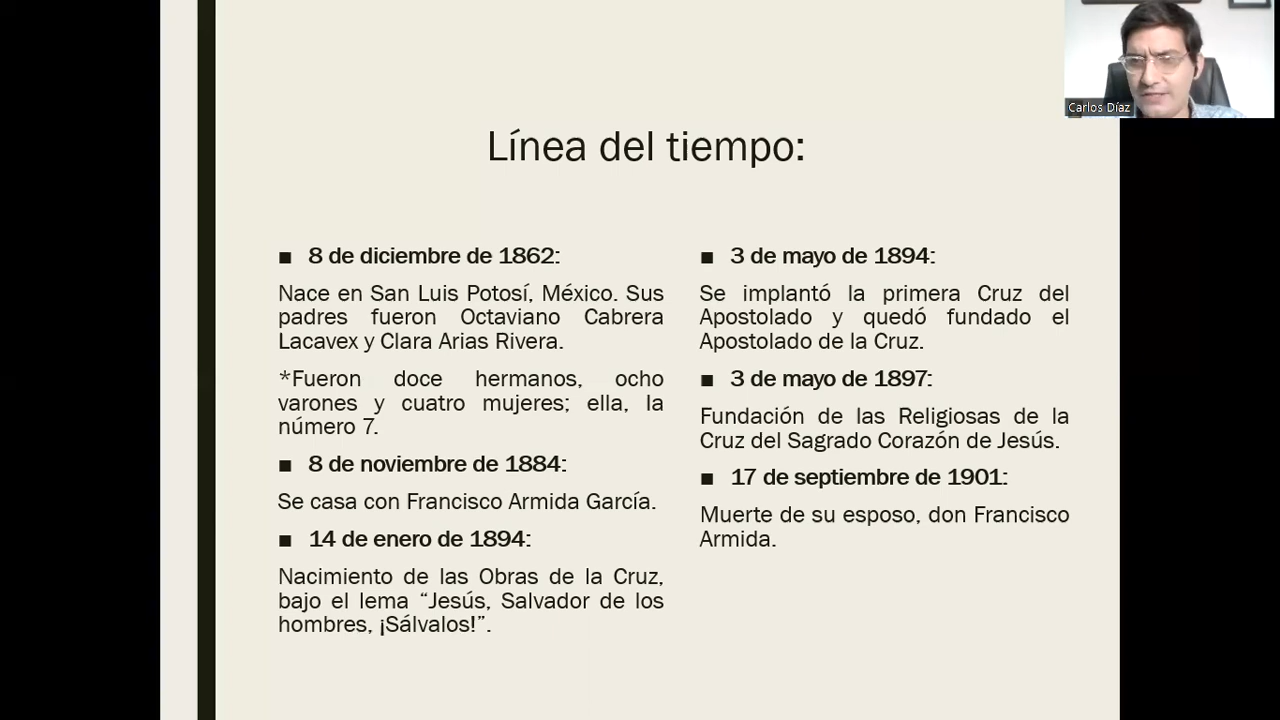 Carlos Díaz
Línea del tiempo:
■ 8 de diciembre de 1862:
Nace en San Luis Potosí, México. Sus
padres fueron Octaviano Cabrera
Lacavex y Clara Arias Rivera.
*Fueron doce hermanos, ocho
varones y cuatro mujeres; ella, la
número 7.
■ 8 de noviembre de 1884:
Se casa con Francisco Armida García.
■ 14 de enero de 1894:
Nacimiento de las Obras de la Cruz,
bajo el lema “Jesús, Salvador de los
hombres, ¡Sálvalos!”.
■ 3 de mayo de 1894:
Se implantó la primera Cruz del
Apostolado y quedó fundado el
Apostolado de la Cruz.
■ 3 de mayo de 1897:
Fundación de las Religiosas de la
Cruz del Sagrado Corazón de Jesús.
■ 17 de septiembre de 1901:
Muerte de su esposo, don Francisco
Armida.